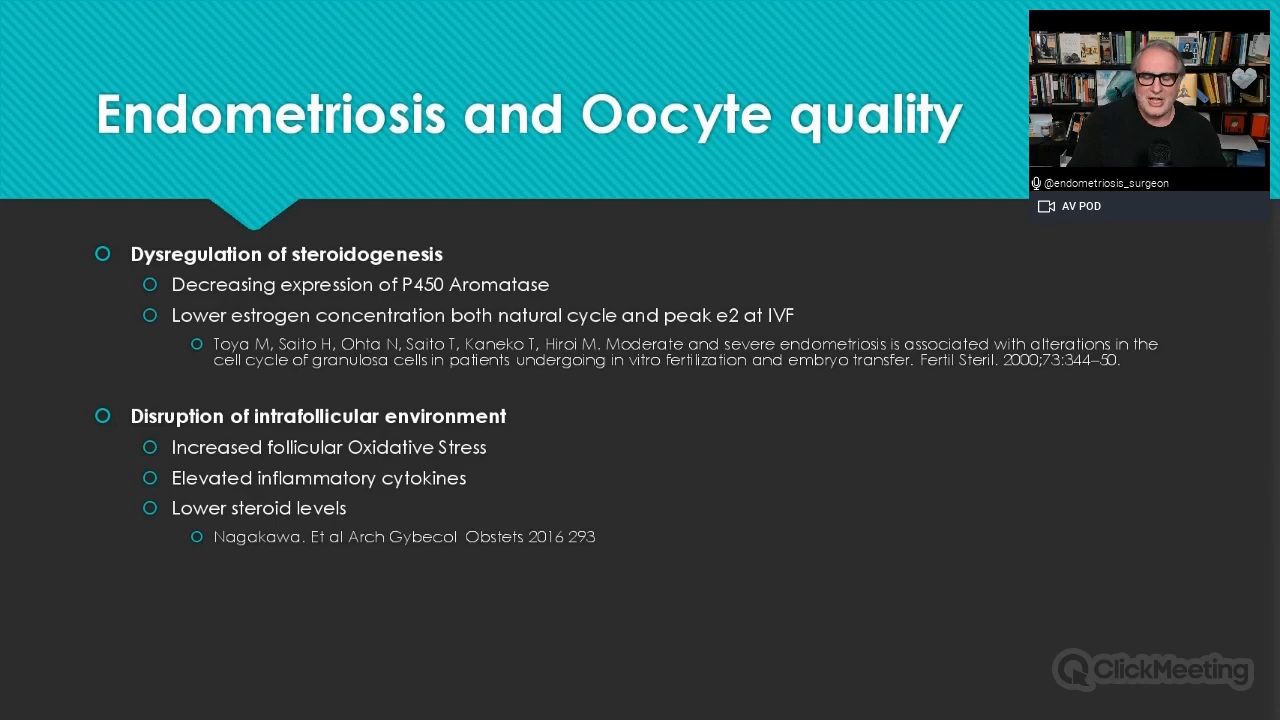 Endometriosis and Oocyte quality
@endometriosis_surgeon
AV POD
Dysregulation of steroidogenesis
Decreasing expression of P450 Aromatase
Lower estrogen concentration both natural cycle and peak e2 at IVF
Toya M, Saito H, Ohta N, Saito T, Kaneko T, Hiroi M. Moderate and severe endometriosis is associated with alterations in the
cell cycle of granulosa cells in patients undergoing in vitro fertilization and embryo transfer. Fertil Steril. 2000;73:344–50.
Disruption of intrafollicular environment
Increased follicular Oxidative Stress
Elevated inflammatory cytokines
Lower steroid levels
Nagakawa. Et al Arch Gybecol Obstets 2016 293
ClickMeeting